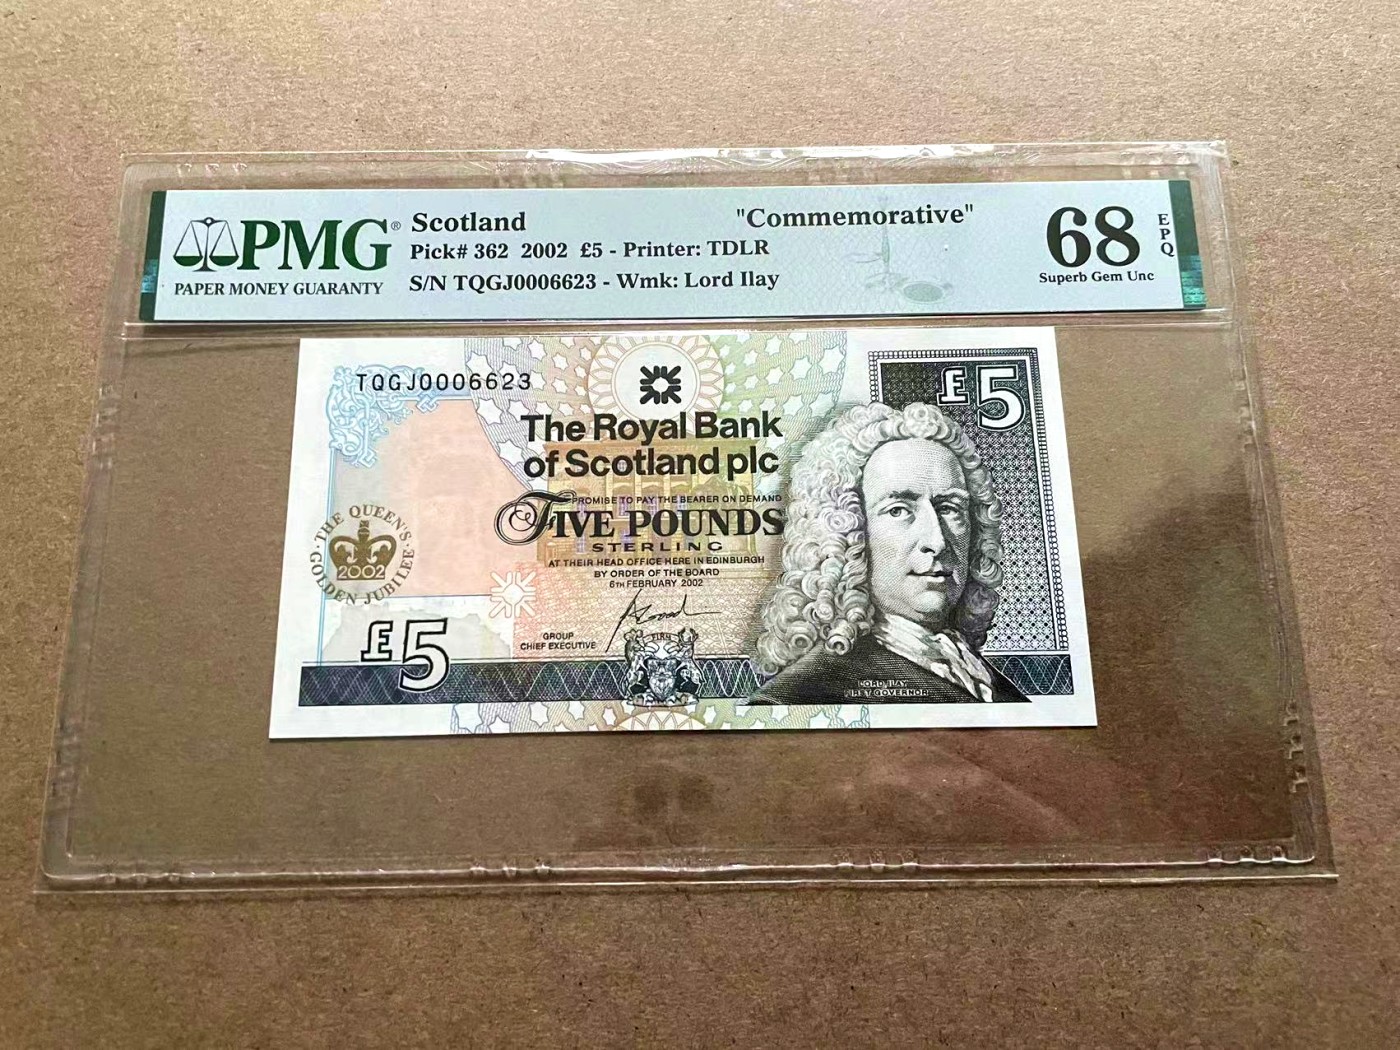 PMG®
PAPER MONEY GUARANTY
Scotland
"Commemorative"
Pick# 362 2002 £5 - Printer: TDLR
S/N TQGJ0006623 - Wmk: Lord Ilay
68
EPQ
Superb Gem Unc
TQGJ0006623
£5
The Royal Bank
of Scotland plc
PROMISE TO PAY THE BEARER ON DEMAND
FIVE POUNDS
STERLING
AT THEIR HEAD OFFICE HERE IN EDINBURGH
BY ORDER OF THE BOARD
6TH FEBRUARY 2002
THE QUEEN'S
2002
GOLDEN JUBILEE
GROUP
CHIEF EXECUTIVE
FIRM
£5
LORD ILAY
FIRST GOVERNOR